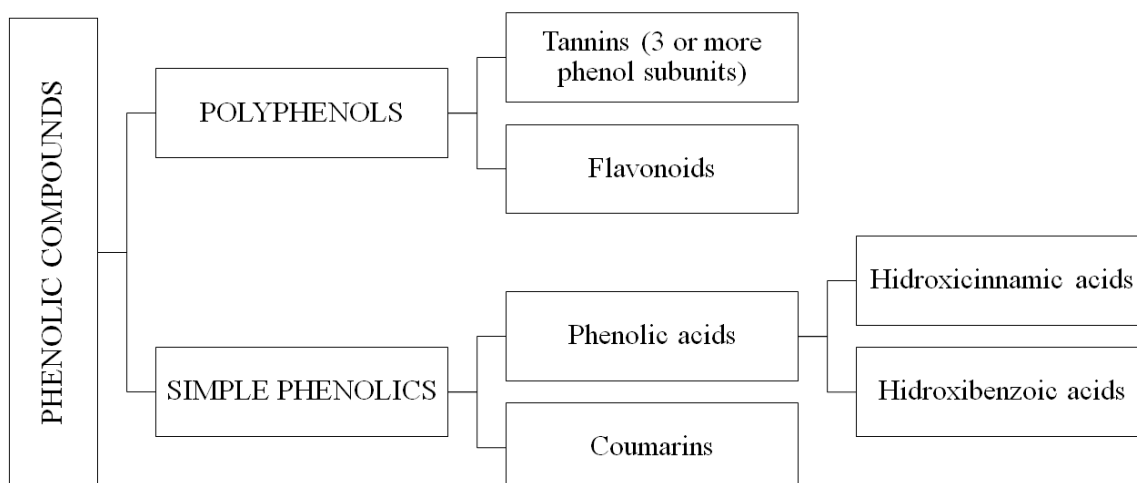 PHENOLIC COMPOUNDS
POLYPHENOLS
Tannins (3 or more
phenol subunits)
Flavonoids
SIMPLE PHENOLICS
Phenolic acids
Hidroxicinnamic acids
Hidroxibenzoic acids
Coumarins